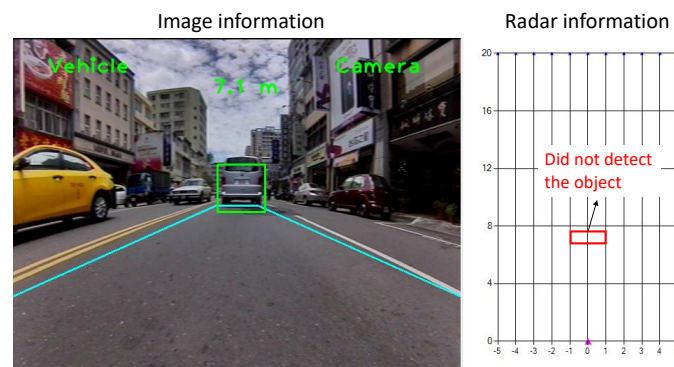 Image information
Radar information
Vehicle
Camera
7.1 m
20
16
12
8
4
0
-5 -4 -3 -2 -1 0 1 2 3 4
Did not detect
the object